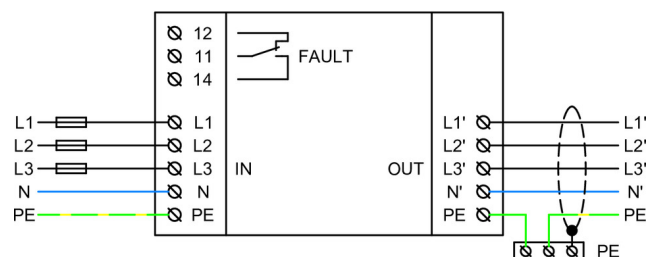 12
11 FAULT
14
L1 L1 L1' L1'
L2 L2 L2' L2'
L3 L3 IN OUT L3' L3'
N N N' N'
PE PE PE PE
PE